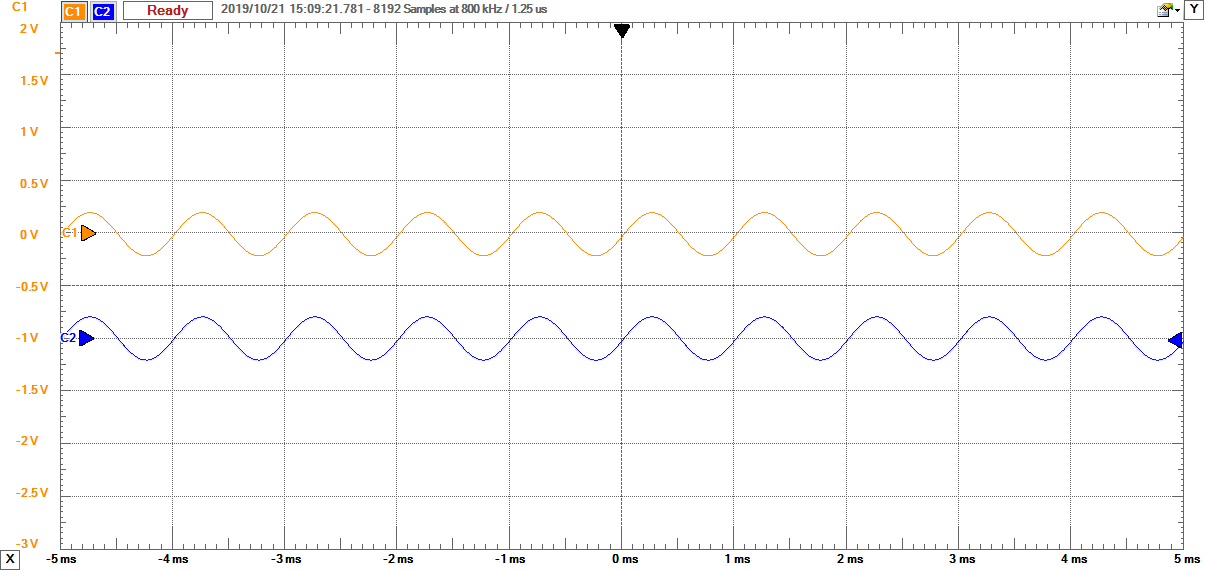 C1
C1 C2 Ready 2019/10/21 15:09:21.781 - 8192 Samples at 800 kHz / 1.25 us Y
2 V
1.5 V
1 V
0.5 V
0 V
C1
-0.5 V
-1 V
C2
-1.5 V
-2 V
-2.5 V
-3 V
X
-5 ms -4 ms -3 ms -2 ms -1 ms 0 ms 1 ms 2 ms 3 ms 4 ms 5 ms